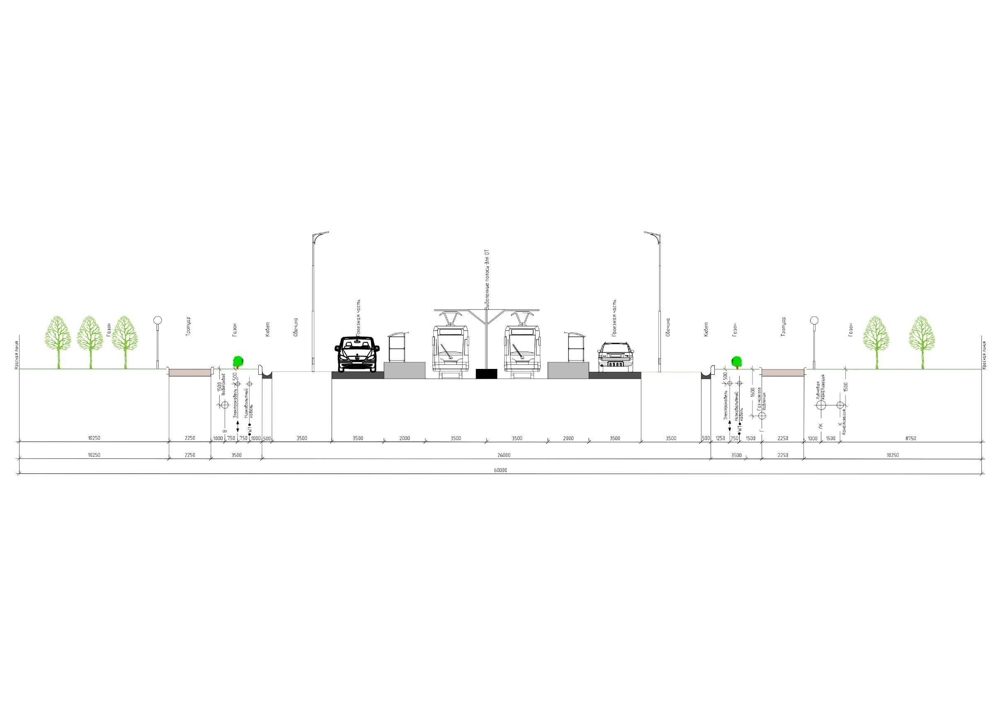 Выделенные полосы для ОТ
Красная линия
Газон
Тротуар
Газон
Кювет
Обочина
Проезжая часть
Проезжая часть
Обочина
Кювет
Газон
Тротуар
Газон
Красная линия
1500
Водопровод
500
Электрокабель
Низковольтный
кабель
В
W1
500
Электрокабель
Низковольтный
кабель
W1
1600
Газ низкого
давления
Г
Ливневая
канализация
ЛК
К
Канализация
1500
10250
2250
1000
750
750
1000
500
3500
3500
2000
3500
3500
2000
3500
3500
500
1250
750
1500
2250
1000
1500
8750
10250
2250
3500
26000
3500
2250
10250
60000